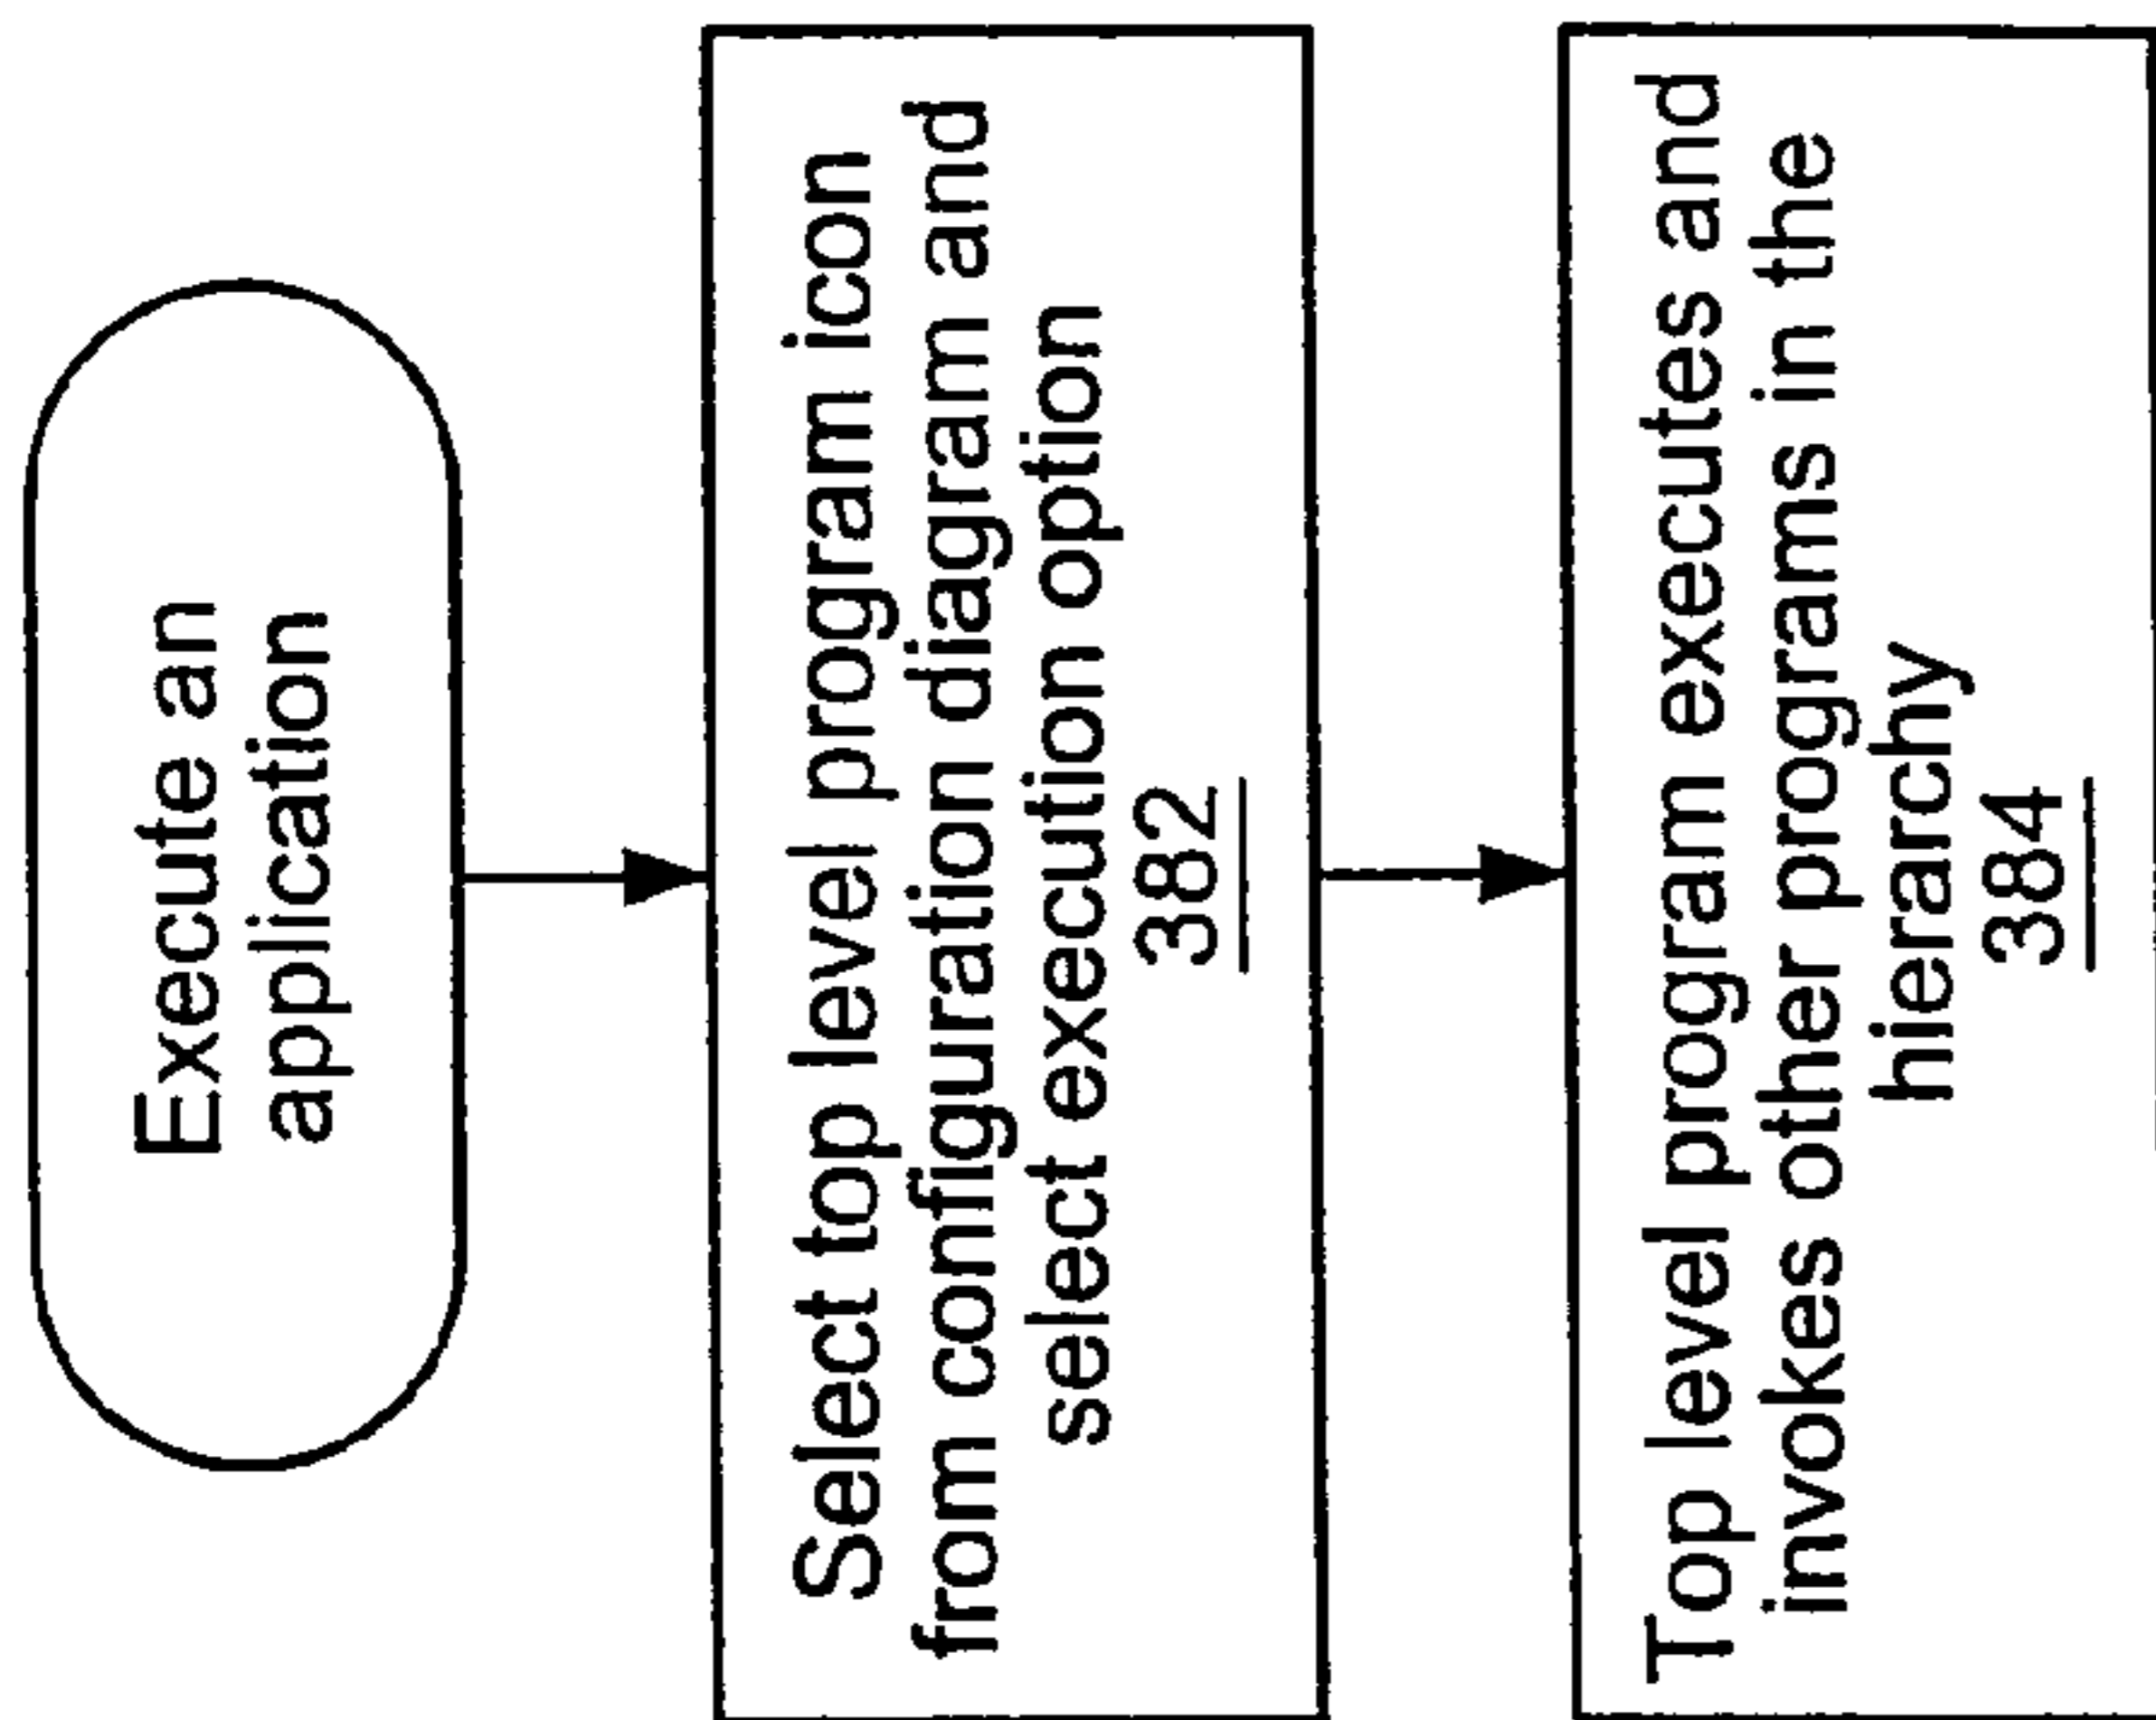 Execute an
application
Select top level program icon
from configuration diagram and
select execution option
382
Top level program executes and
invokes other programs in the
hierarchy
384